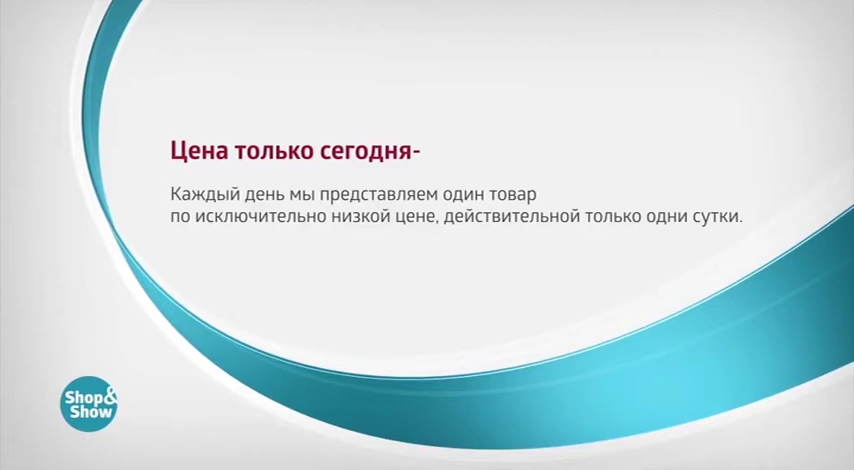 Цена только сегодня-
Каждый день мы представляем один товар
по исключительно низкой цене, действительной только одни сутки.
Shop&
Show